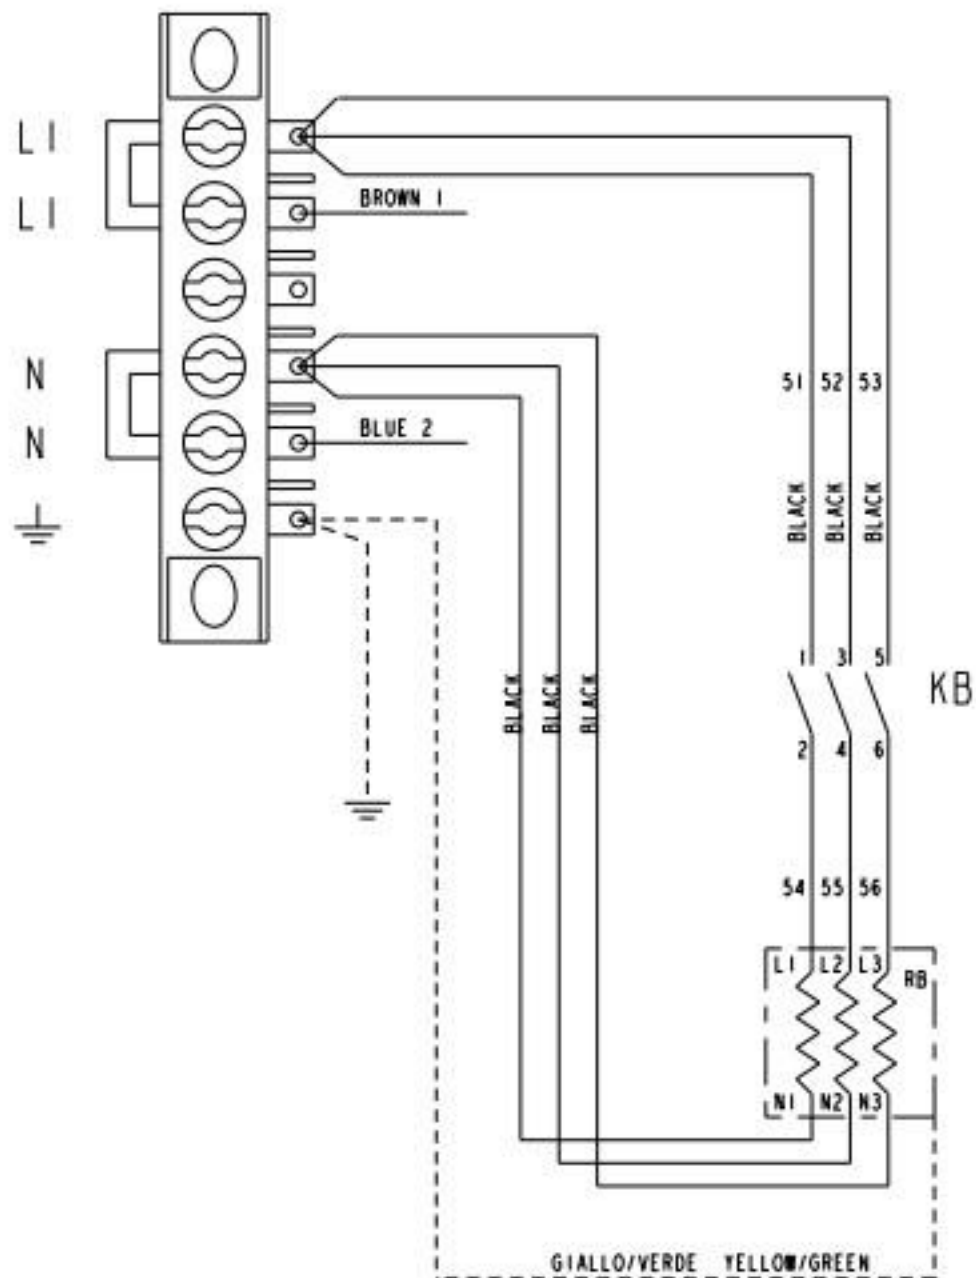 L1
L1
BROWN 1
N
N
BLUE 2
51 52 53
BLACK BLACK BLACK
BLACK BLACK BLACK
1 3 5
KB
2 4 6
54 55 56
L1 L2 L3
RB
N1 N2 N3
GIALLO/VERDE YELLOW/GREEN